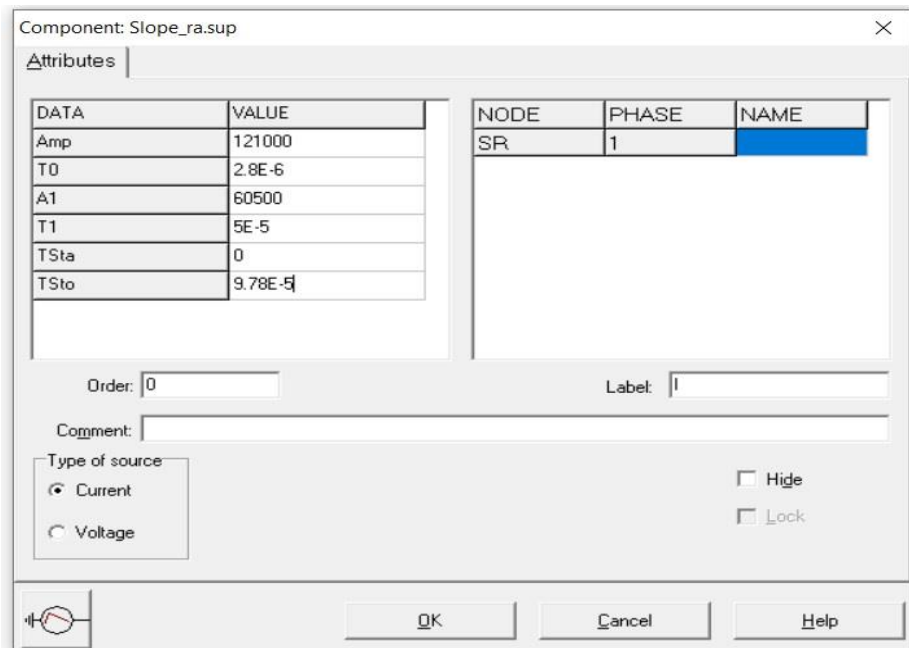 Component: Slope_ra.sup
Attributes
DATA VALUE
Amp 121000
T0 2.8E-6
A1 60500
T1 5E-5
TSta 0
TSto 9.78E-5
NODE PHASE NAME
SR 1
Order: 0
Label: I
Comment:
Type of source
Current
Voltage
Hide
Lock
OK Cancel Help